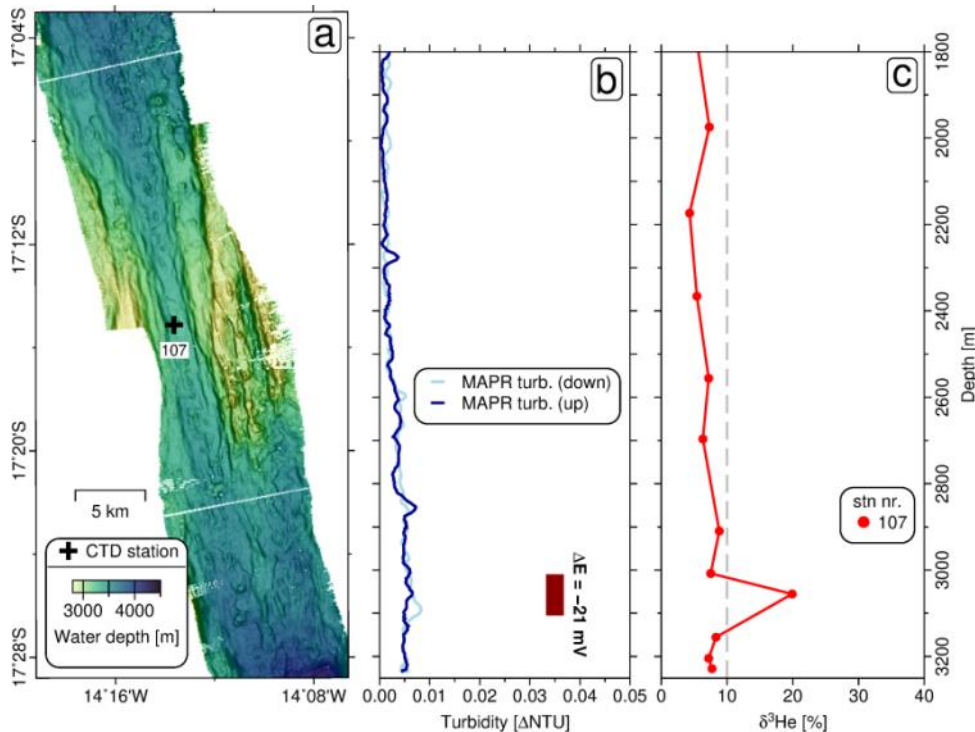 a
17°04'S
17°12'S
17°20'S
17°28'S
14°16'W
14°08'W
107
5 km
CTD station
3000 4000
Water depth [m]
b
MAPR turb. (down)
MAPR turb. (up)
ΔE = −21 mV
0.00 0.01 0.02 0.03 0.04 0.05
Turbidity [ΔNTU]
c
stn nr.
107
0 10 20 30 40
δ³He [%]
1800
2000
2200
2400
2600
2800
3000
3200
Depth [m]